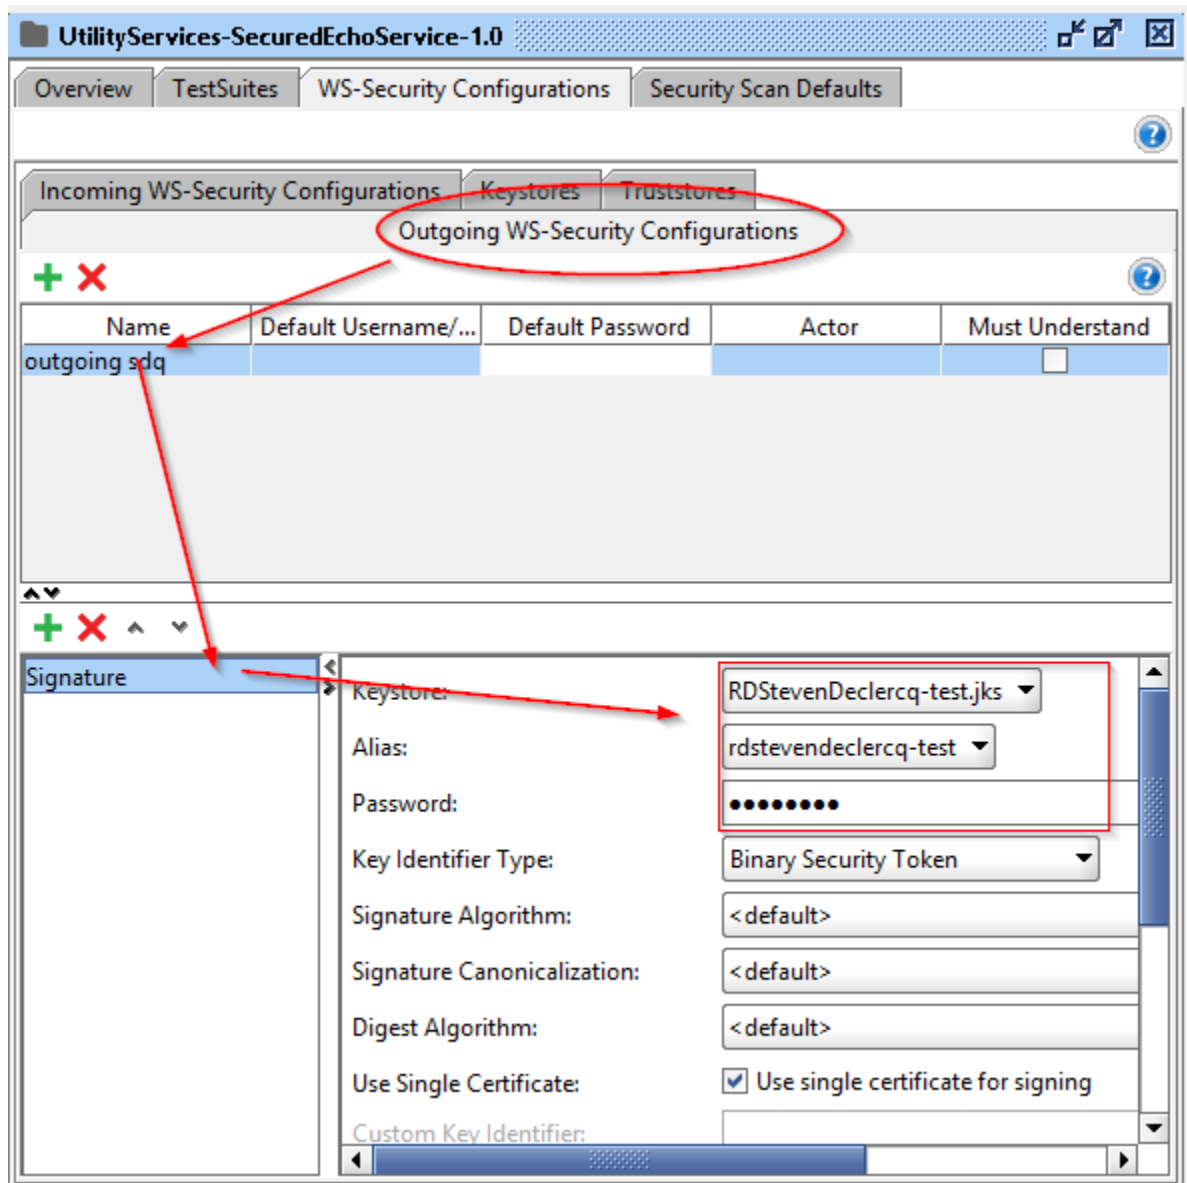 UtilityServices-SecuredEchoService-1.0
Overview TestSuites WS-Security Configurations Security Scan Defaults
Incoming WS-Security Configurations Keystores Truststores
Outgoing WS-Security Configurations
Name Default Username/... Default Password Actor Must Understand
outgoing sdq
Signature
Keystore: RDStevenDeclercq-test.jks
Alias: rdstevendeclercq-test
Password: ●●●●●●●●
Key Identifier Type: Binary Security Token
Signature Algorithm: <default>
Signature Canonicalization: <default>
Digest Algorithm: <default>
Use Single Certificate: Use single certificate for signing
Custom Key Identifier: